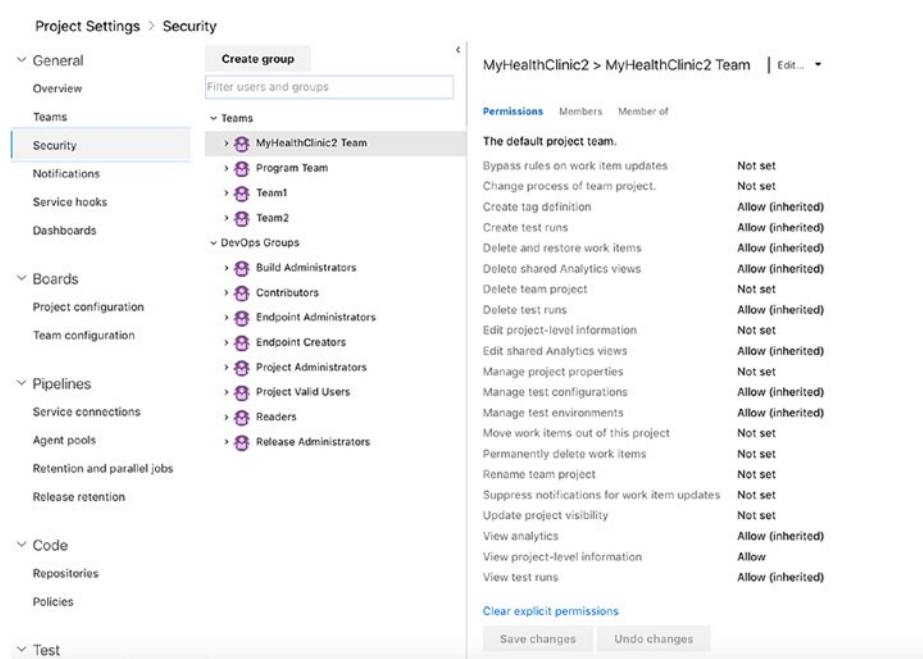 Project Settings > Security
General
Overview
Teams
Security
Notifications
Service hooks
Dashboards
Boards
Project configuration
Team configuration
Pipelines
Service connections
Agent pools
Retention and parallel jobs
Release retention
Code
Repositories
Policies
Test
Create group
Filter users and groups
Teams
MyHealthClinic2 Team
Program Team
Team1
Team2
DevOps Groups
Build Administrators
Contributors
Endpoint Administrators
Endpoint Creators
Project Administrators
Project Valid Users
Readers
Release Administrators
MyHealthClinic2 > MyHealthClinic2 Team | Edit...
Permissions Members Member of
The default project team.
Bypass rules on work item updates Not set
Change process of team project. Not set
Create tag definition Allow (inherited)
Create test runs Allow (inherited)
Delete and restore work items Allow (inherited)
Delete shared Analytics views Allow (inherited)
Delete team project Not set
Delete test runs Allow (inherited)
Edit project-level information Not set
Edit shared Analytics views Allow (inherited)
Manage project properties Not set
Manage test configurations Allow (inherited)
Manage test environments Allow (inherited)
Move work items out of this project Not set
Permanently delete work items Not set
Rename team project Not set
Suppress notifications for work item updates Not set
Update project visibility Not set
View analytics Allow (inherited)
View project-level information Allow
View test runs Allow (inherited)
Clear explicit permissions
Save changes Undo changes